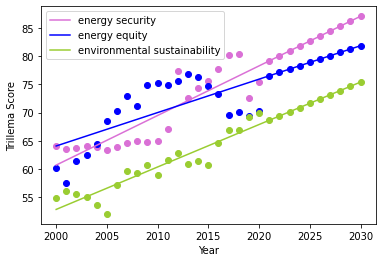 energy security
energy equity
environmental sustainability
Trillema Score
85
80
75
70
65
60
55
2000
2005
2010
2015
2020
2025
2030
Year